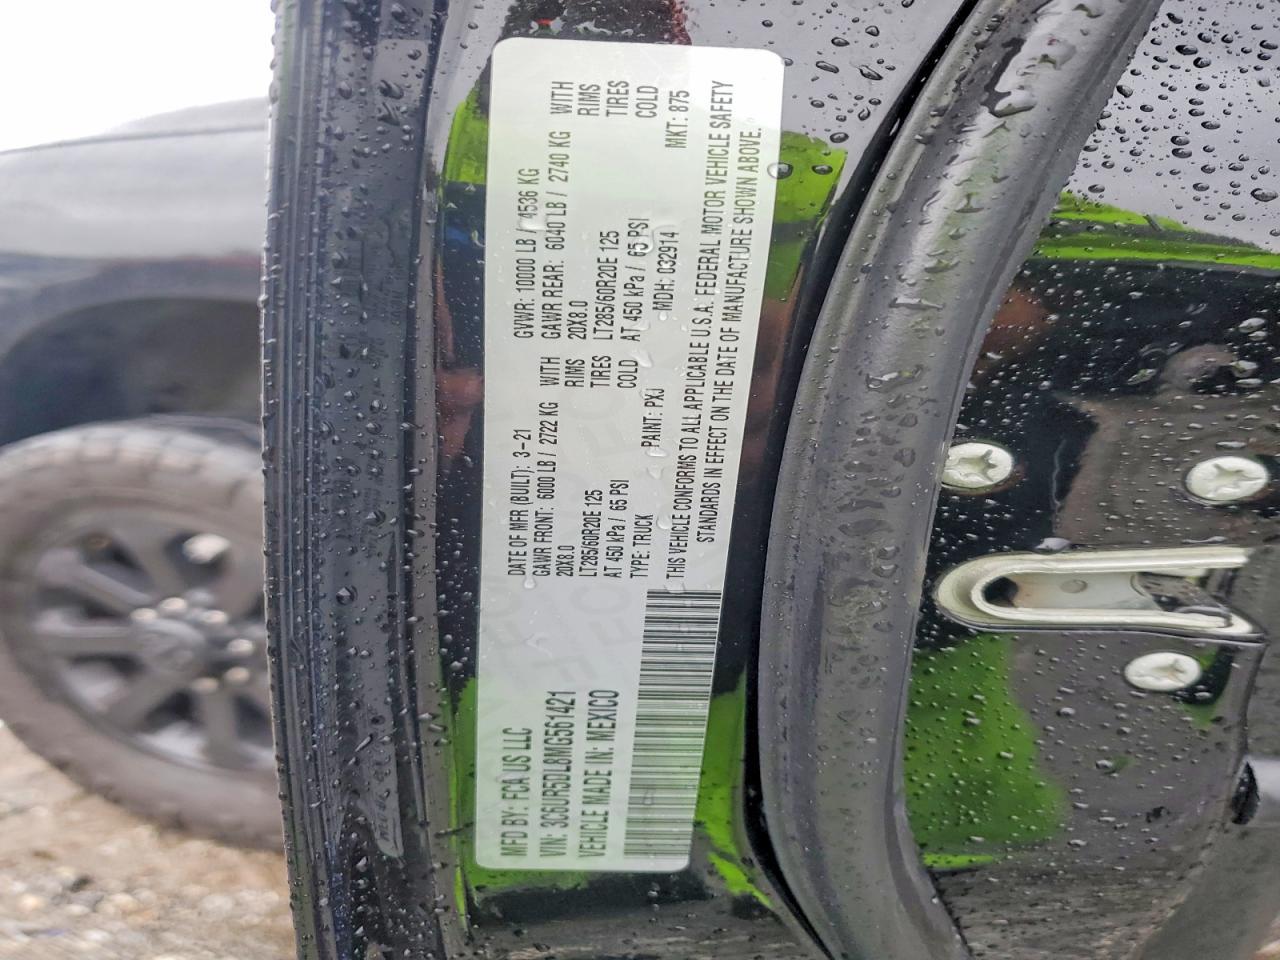 MFD BY: FCA US LLC
DATE OF MFR (BUILT): 3-21
GVWR: 10000 LB / 4536 KG
VIN: 3C6UR5DL8MG561421
GAWR FRONT: 6000 LB / 2722 KG WITH
GAWR REAR: 6040 LB / 2740 KG WITH
VEHICLE MADE IN: MEXICO
20X8.0 RIMS
20X8.0 RIMS
LT285/60R20E 125 TIRES
LT285/60R20E 125 TIRES
AT 450 kPa / 65 PSI COLD
AT 450 kPa / 65 PSI COLD
TYPE: TRUCK PAINT: PXJ MDH: 032914 MKT: 875
THIS VEHICLE CONFORMS TO ALL APPLICABLE U.S.A. FEDERAL MOTOR VEHICLE SAFETY
STANDARDS IN EFFECT ON THE DATE OF MANUFACTURE SHOWN ABOVE.